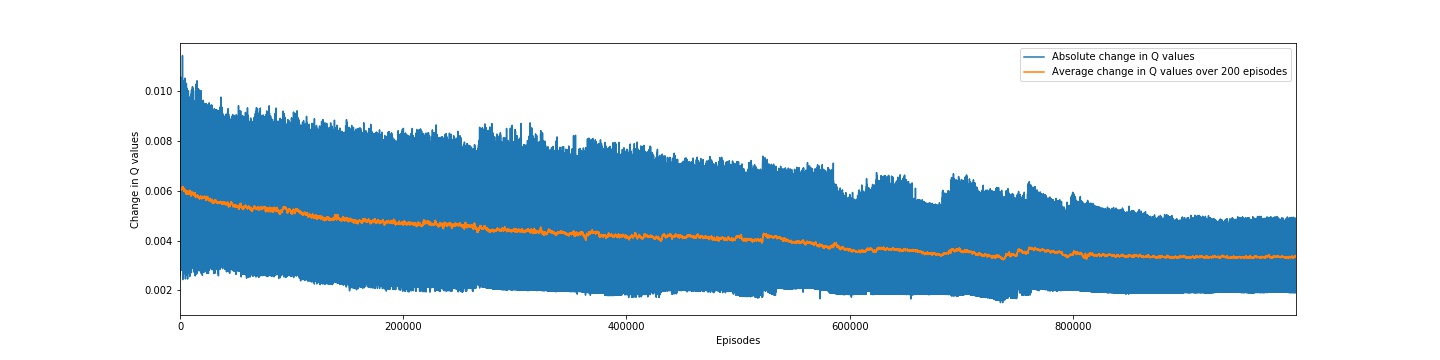 Absolute change in Q values
Average change in Q values over 200 episodes
0.010
0.008
0.006
0.004
0.002
Change in Q values
0 200000 400000 600000 800000
Episodes